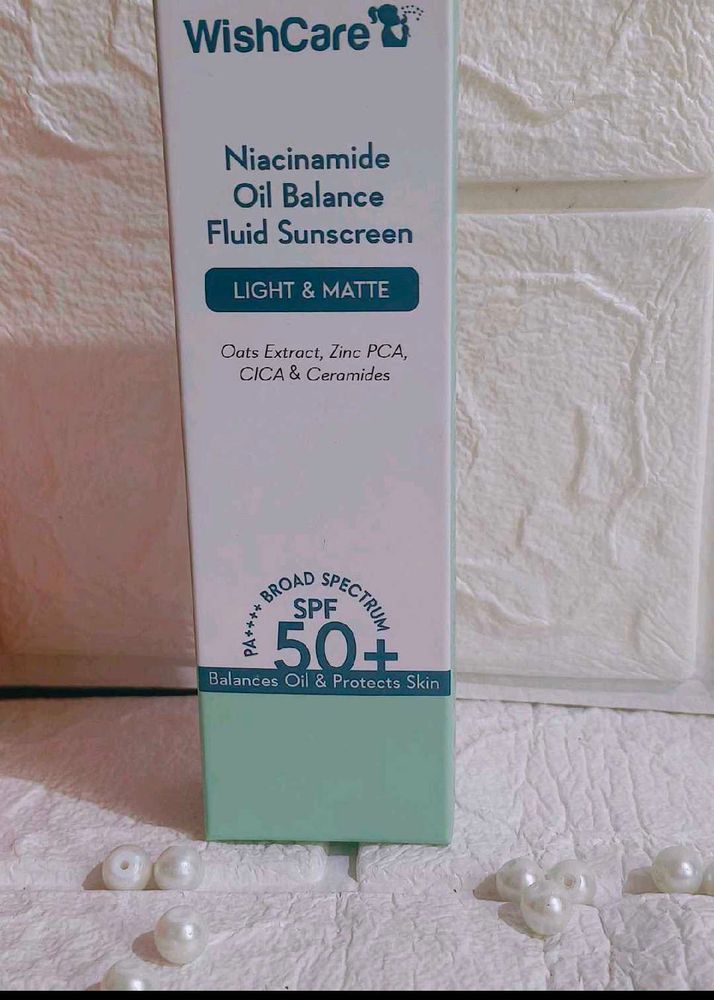 WishCare
Niacinamide
Oil Balance
Fluid Sunscreen
LIGHT & MATTE
Oats Extract, Zinc PCA,
CICA & Ceramides
PA++++ BROAD SPECTRUM
SPF
50+
Balances Oil & Protects Skin